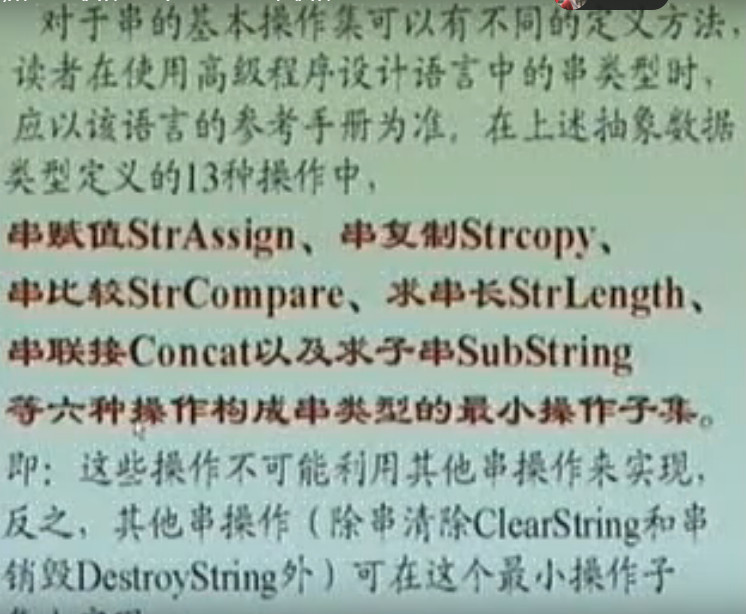 对于串的基本操作集可以有不同的定义方法，
读者在使用高级程序设计语言中的串类型时，
应以该语言的参考手册为准。在上述抽象数据
类型定义的13种操作中，
串赋值StrAssign、串复制Strcopy、
串比较StrCompare、求串长StrLength、
串联接Concat以及求子串SubString
等六种操作构成串类型的最小操作子集。
即：这些操作不可能利用其他串操作来实现，
反之，其他串操作（除串清除ClearString和串
销毁DestroyString外）可在这个最小操作子